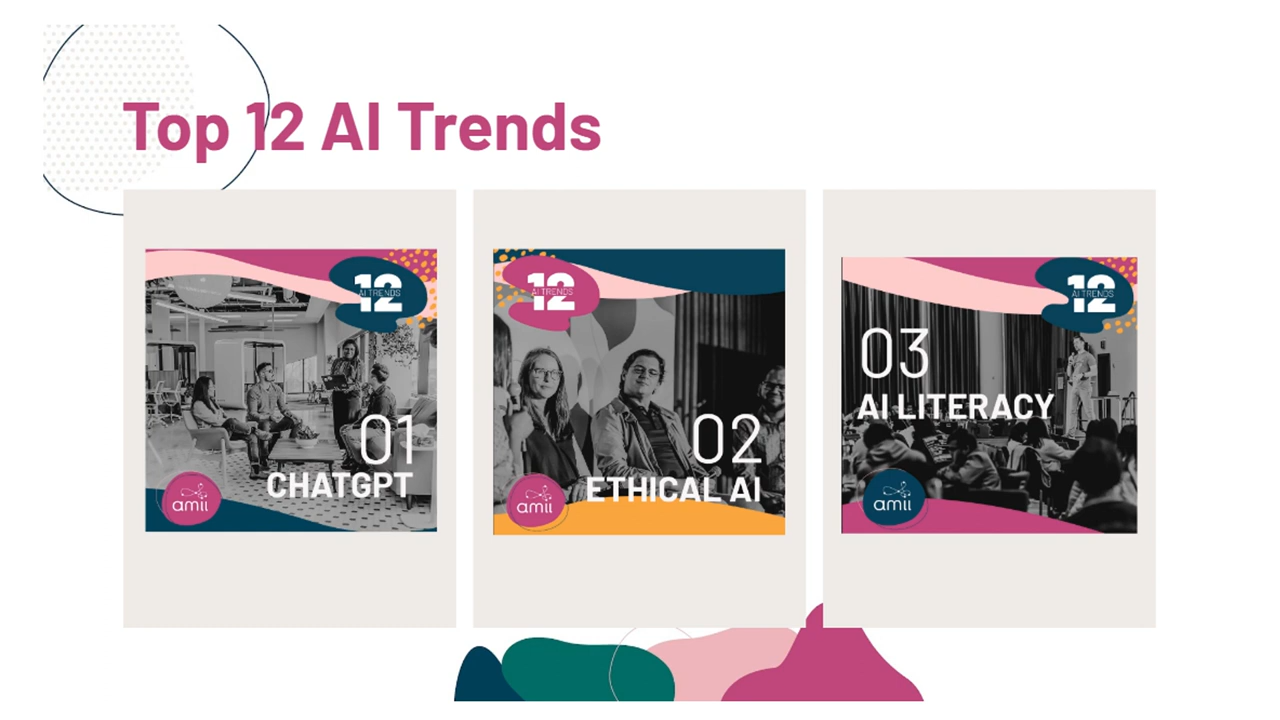 Top 12 AI Trends
12
AI TRENDS
01
CHATGPT
amii
12
AI TRENDS
02
ETHICAL AI
amii
12
AI TRENDS
03
AI LITERACY
amii